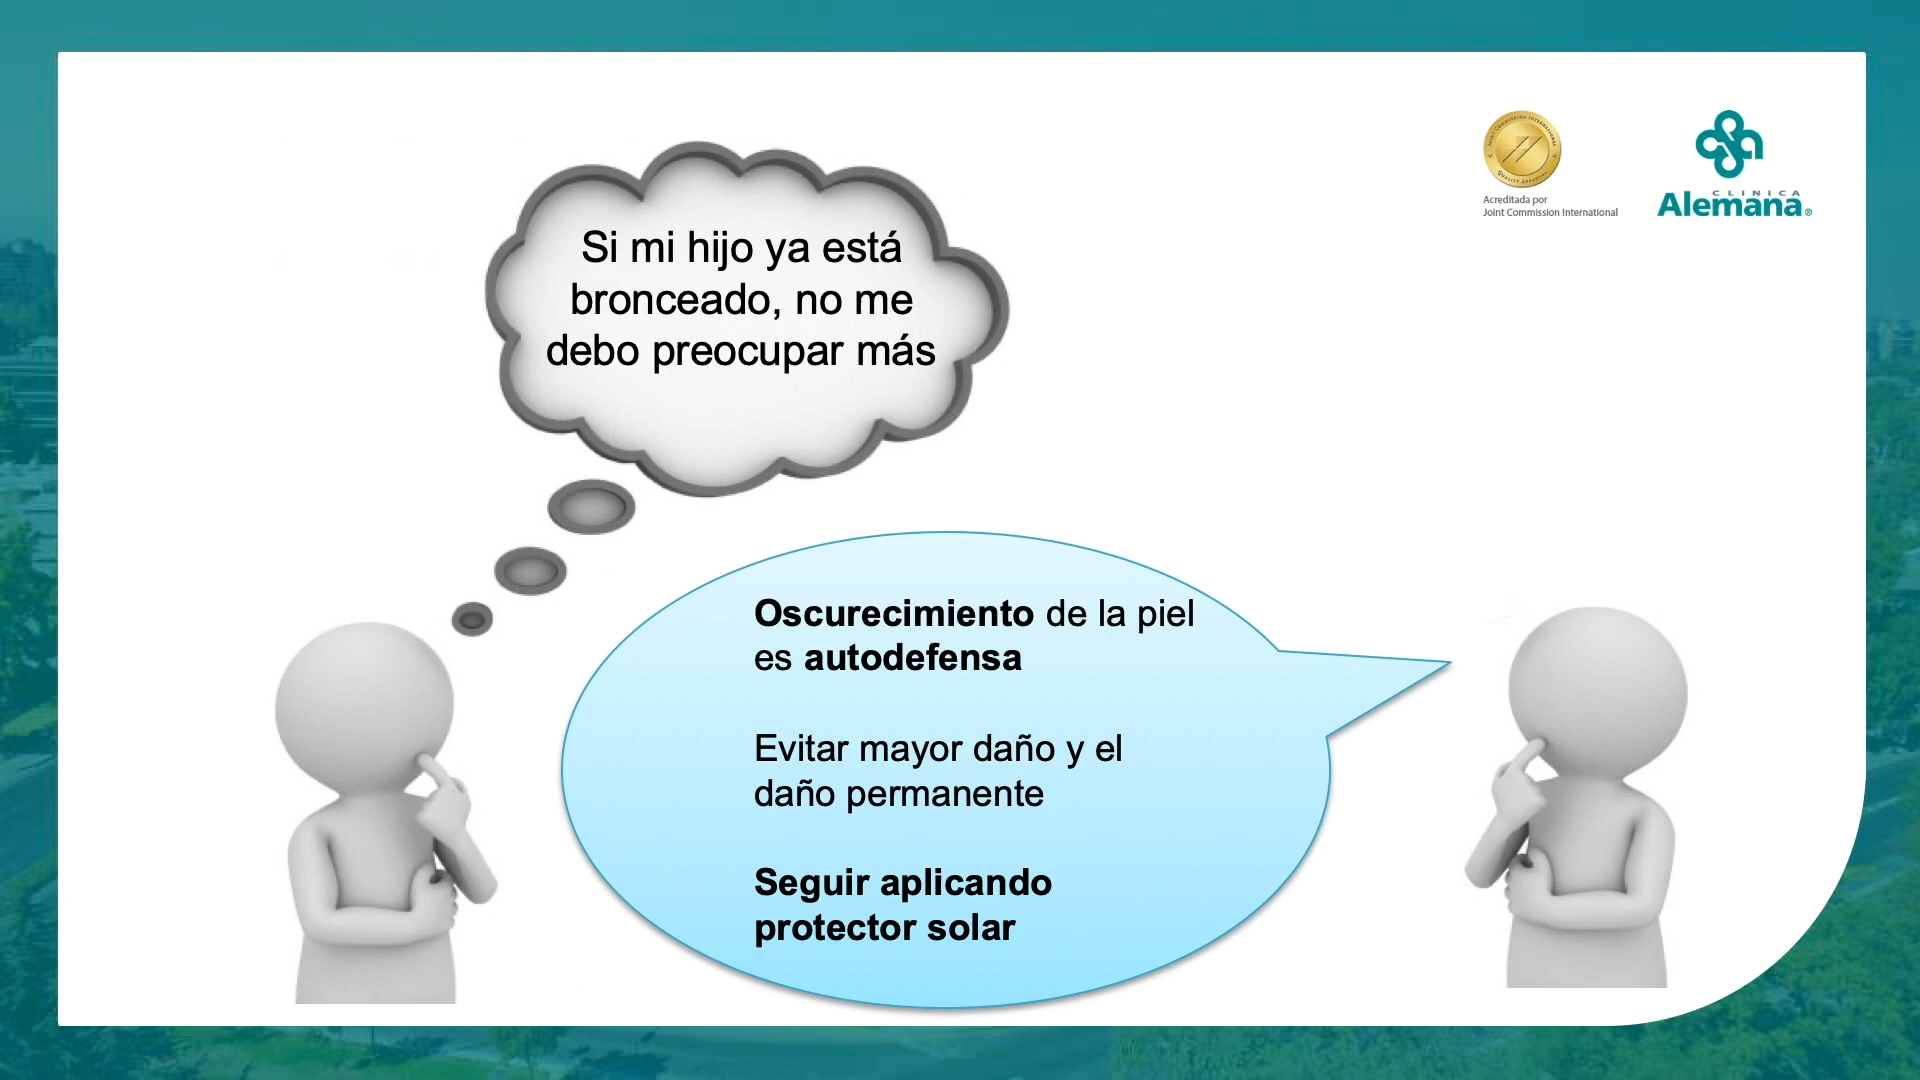 Acreditada por
Joint Commission International
CLINICA
Alemana®
Si mi hijo ya está
bronceado, no me
debo preocupar más
Oscurecimiento de la piel
es autodefensa
Evitar mayor daño y el
daño permanente
Seguir aplicando
protector solar